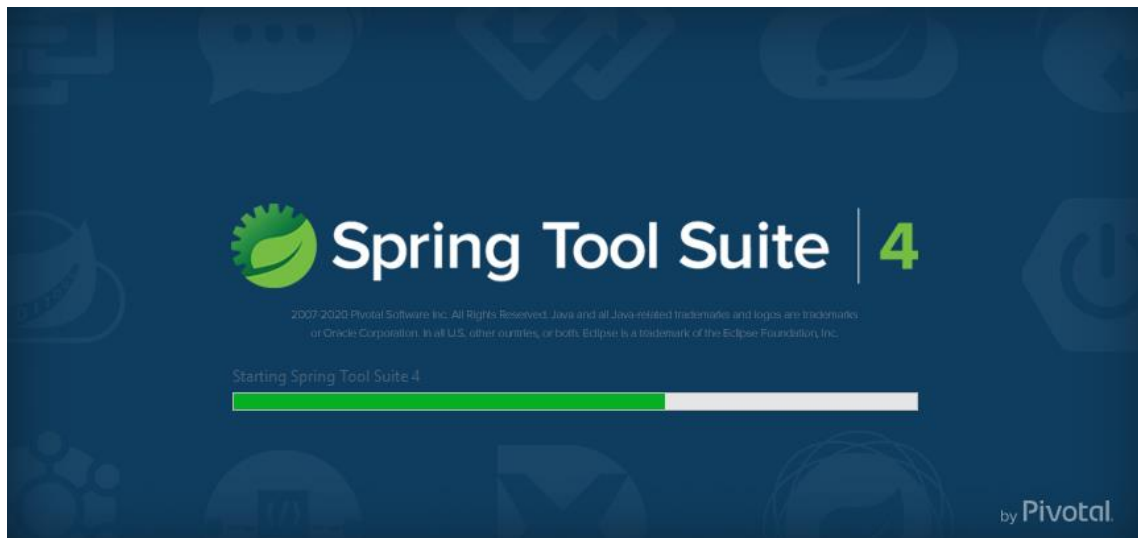 Spring Tool Suite 4
2007-2020 Pivotal Software Inc. All Rights Reserved. Java and all Java-related trademarks and logos are trademarks
or Oracle Corporation. In all U.S. other ountries, or both. Eclipse is a trademark of the Eclipse Foundation, Inc.
Starting Spring Tool Suite 4
by Pivotal.